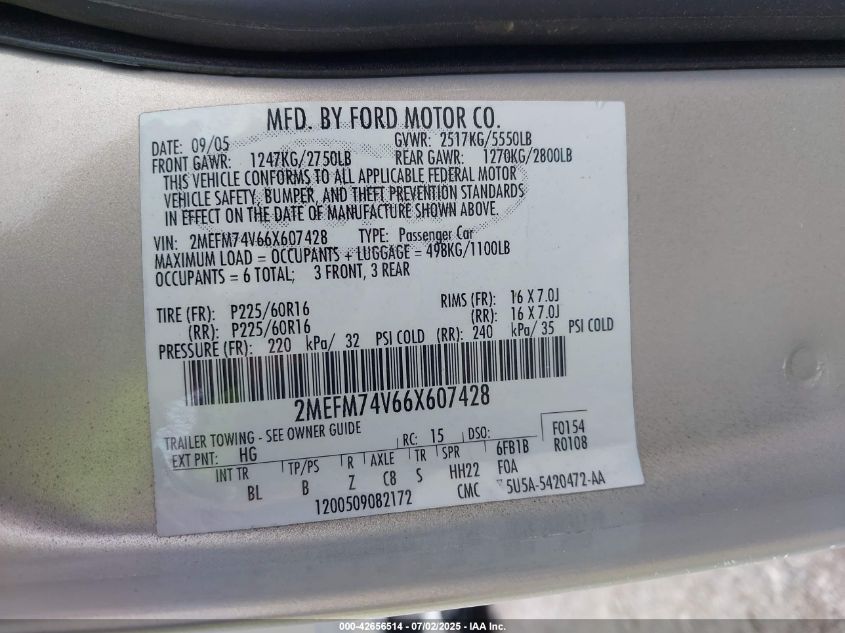 MFD. BY FORD MOTOR CO.
DATE: 09/05 GVWR: 2517KG/5550LB
FRONT GAWR: 1247KG/2750LB REAR GAWR: 1270KG/2800LB
THIS VEHICLE CONFORMS TO ALL APPLICABLE FEDERAL MOTOR
VEHICLE SAFETY, BUMPER, AND THEFT PREVENTION STANDARDS
IN EFFECT ON THE DATE OF MANUFACTURE SHOWN ABOVE.
VIN: 2MEFM74V66X607428 TYPE: Passenger Car
MAXIMUM LOAD = OCCUPANTS + LUGGAGE = 498KG/1100LB
OCCUPANTS = 6 TOTAL; 3 FRONT, 3 REAR
TIRE (FR): P225/60R16 RIMS (FR): 16 X 7.0J
(RR): P225/60R16 (RR): 16 X 7.0J
PRESSURE (FR): 220 kPa/ 32 PSI COLD (RR): 240 kPa/ 35 PSI COLD
2MEFM74V66X607428
TRAILER TOWING - SEE OWNER GUIDE
EXT PNT: HG RC: 15 DSO: F0154
R0108
INT TR TP/PS R AXLE TR SPR 6FB1B
BL B Z C8 S HH22 FOA
1200509082172 CMC 5U5A-5420472-AA
000-42656514 - 07/02/2025 - IAA Inc.